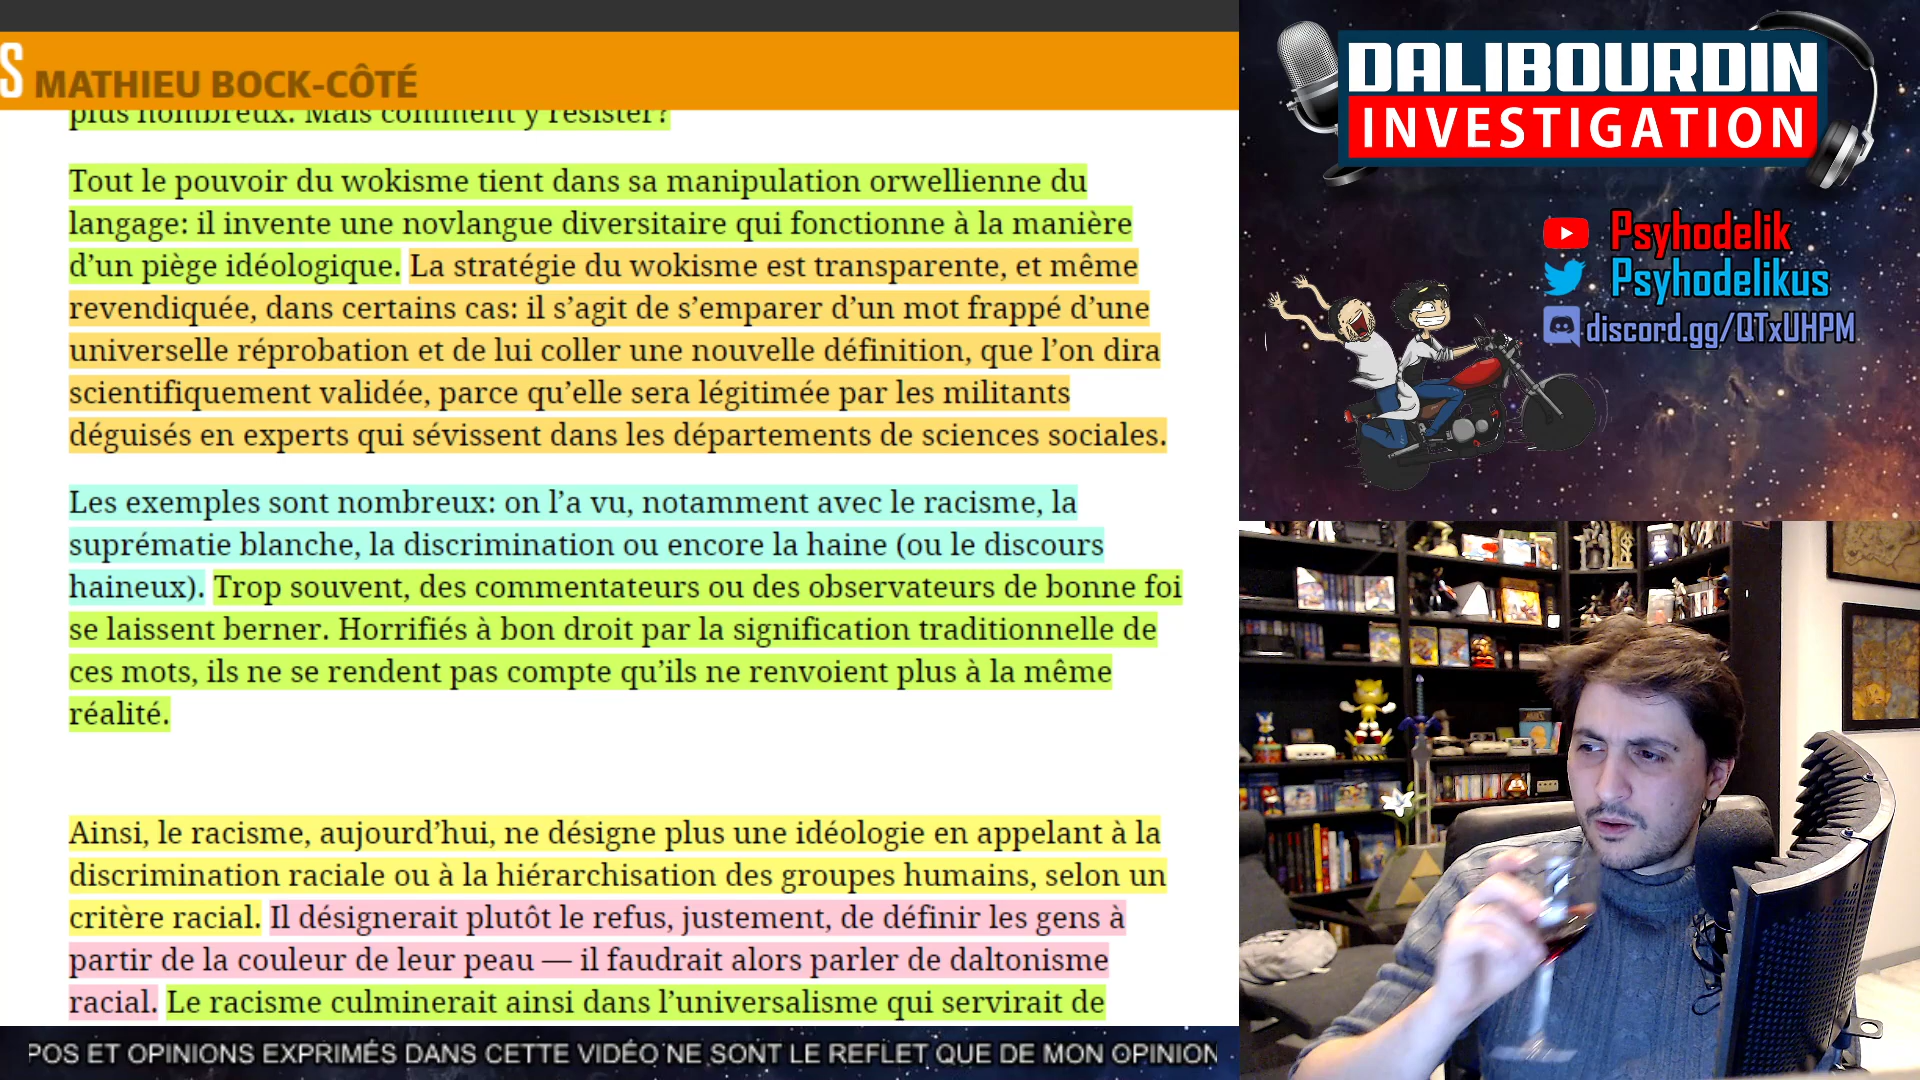 S MATHIEU BOCK-CÔTÉ
plus nombreux. Mais comment y résister?
Tout le pouvoir du wokisme tient dans sa manipulation orwellienne du
langage: il invente une novlangue diversitaire qui fonctionne à la manière
d’un piège idéologique. La stratégie du wokisme est transparente, et même
revendiquée, dans certains cas: il s’agit de s’emparer d’un mot frappé d’une
universelle réprobation et de lui coller une nouvelle définition, que l’on dira
scientifiquement validée, parce qu’elle sera légitimée par les militants
déguisés en experts qui sévissent dans les départements de sciences sociales.
Les exemples sont nombreux: on l’a vu, notamment avec le racisme, la
suprématie blanche, la discrimination ou encore la haine (ou le discours
haineux). Trop souvent, des commentateurs ou des observateurs de bonne foi
se laissent berner. Horrifiés à bon droit par la signification traditionnelle de
ces mots, ils ne se rendent pas compte qu’ils ne renvoient plus à la même
réalité.
Ainsi, le racisme, aujourd’hui, ne désigne plus une idéologie en appelant à la
discrimination raciale ou à la hiérarchisation des groupes humains, selon un
critère racial. Il désignerait plutôt le refus, justement, de définir les gens à
partir de la couleur de leur peau — il faudrait alors parler de daltonisme
racial. Le racisme culminerait ainsi dans l’universalisme qui servirait de
POS ET OPINIONS EXPRIMÉS DANS CETTE VIDÉO NE SONT LE REFLET QUE DE MON OPINION
DALIBOURDIN
INVESTIGATION
Psyhodelik
Psyhodelikus
discord.gg/QTxUHPM